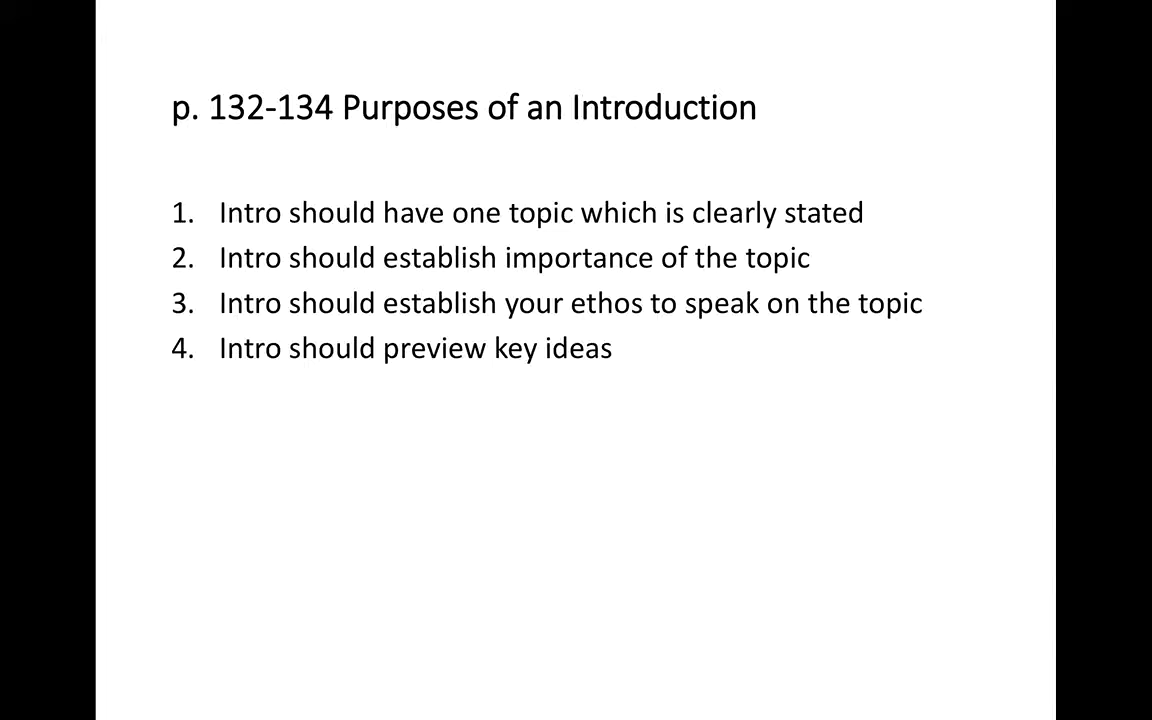 p. 132-134 Purposes of an Introduction
1. Intro should have one topic which is clearly stated
2. Intro should establish importance of the topic
3. Intro should establish your ethos to speak on the topic
4. Intro should preview key ideas